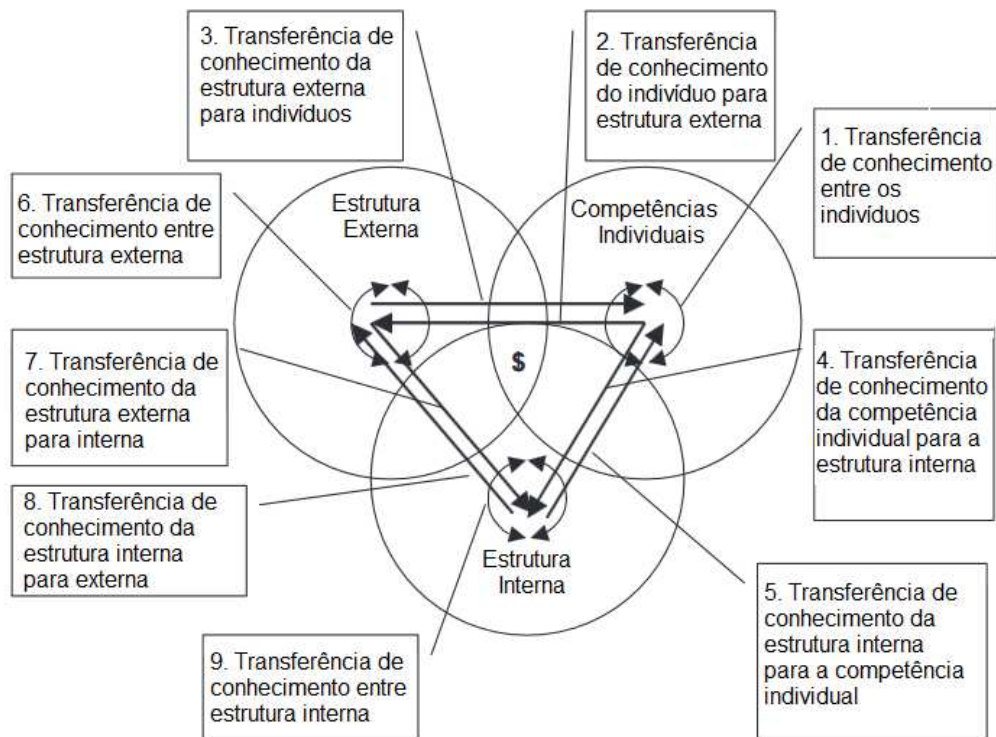 3. Transferência de
conhecimento da
estrutura externa
para indivíduos
2. Transferência
de conhecimento
do indivíduo para
estrutura externa
1. Transferência
de conhecimento
entre os
indivíduos
6. Transferência de
conhecimento entre
estrutura externa
Estrutura
Externa
Competências
Individuais
7. Transferência de
conhecimento da
estrutura externa
para interna
$
4. Transferência
de conhecimento
da competência
individual para a
estrutura interna
8. Transferência de
conhecimento da
estrutura interna
para externa
Estrutura
Interna
5. Transferência de
conhecimento da
estrutura interna
para a competência
individual
9. Transferência de
conhecimento entre
estrutura interna